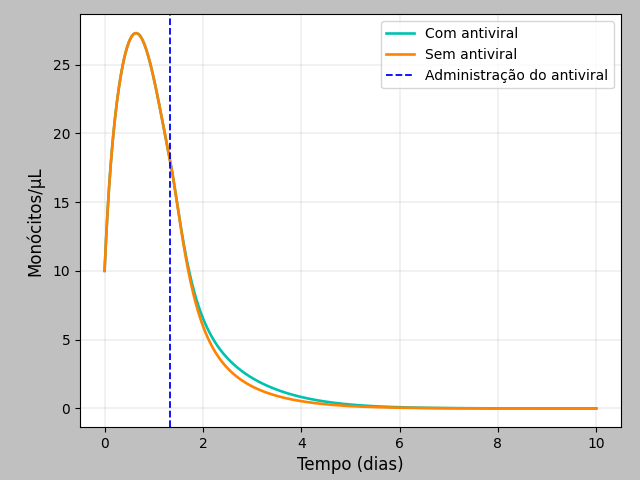 Com antiviral
Sem antiviral
Administração do antiviral
Monócitos/μL
25
20
15
10
5
0
0 2 4 6 8 10
Tempo (dias)